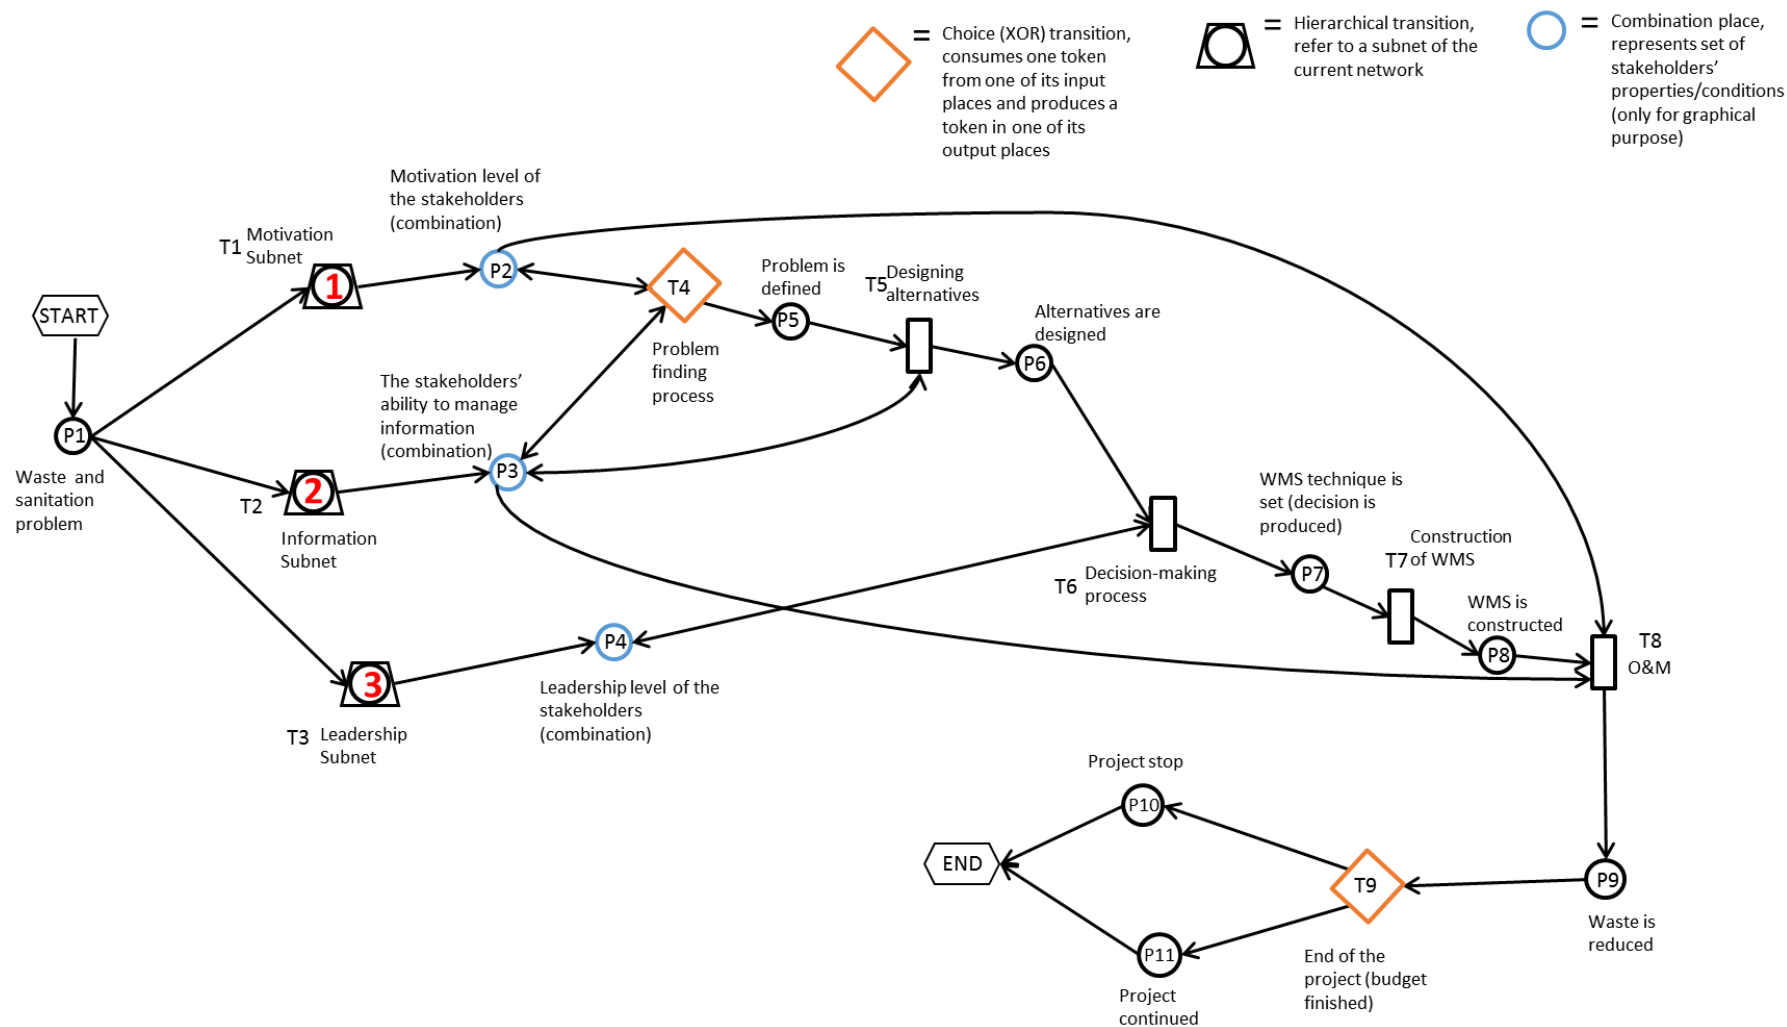 = Choice (XOR) transition,
consumes one token
from one of its input
places and produces a
token in one of its
output places
= Hierarchical transition,
refer to a subnet of the
current network
= Combination place,
represents set of
stakeholders'
properties/conditions
(only for graphical
purpose)
Motivation level of
the stakeholders
(combination)
T1 Motivation
Subnet
1
P2
T4
Problem is
defined
P5
T5 Designing
alternatives
Alternatives are
designed
P6
START
Problem
finding
process
The stakeholders'
ability to manage
information
(combination)
P1
Waste and
sanitation
problem
P3
T2
2
Information
Subnet
WMS technique is
set (decision is
produced)
T6 Decision-making
process
P7
T7 Construction
of WMS
WMS is
constructed
P8
T8
O&M
P4
3
Leadership level of the
stakeholders
(combination)
T3 Leadership
Subnet
Project stop
P10
END
T9
P9
Waste is
reduced
P11
End of the
project (budget
finished)
Project
continued